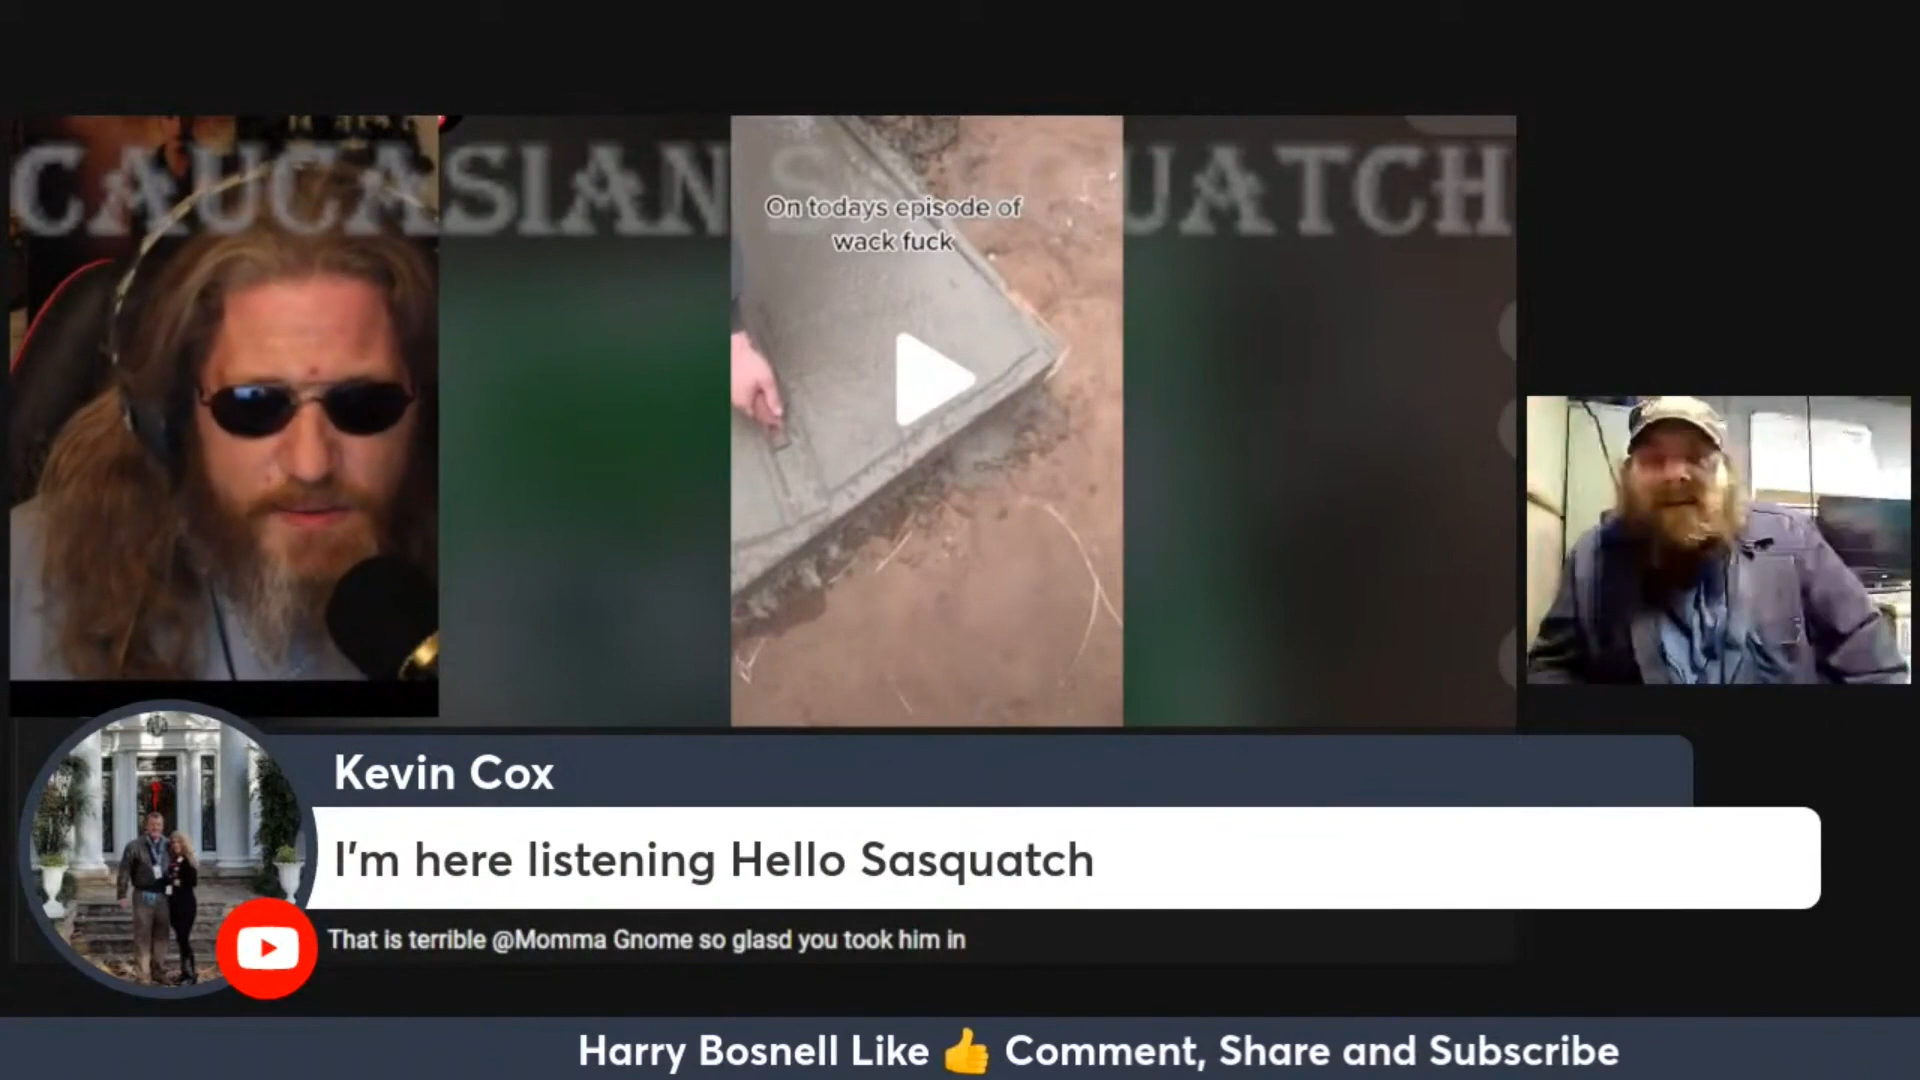 CAUCASIAN S QUATCH
On todays episode of
wack fuck
Kevin Cox
I'm here listening Hello Sasquatch
That is terrible @Momma Gnome so glasd you took him in
Harry Bosnell Like 👍 Comment, Share and Subscribe